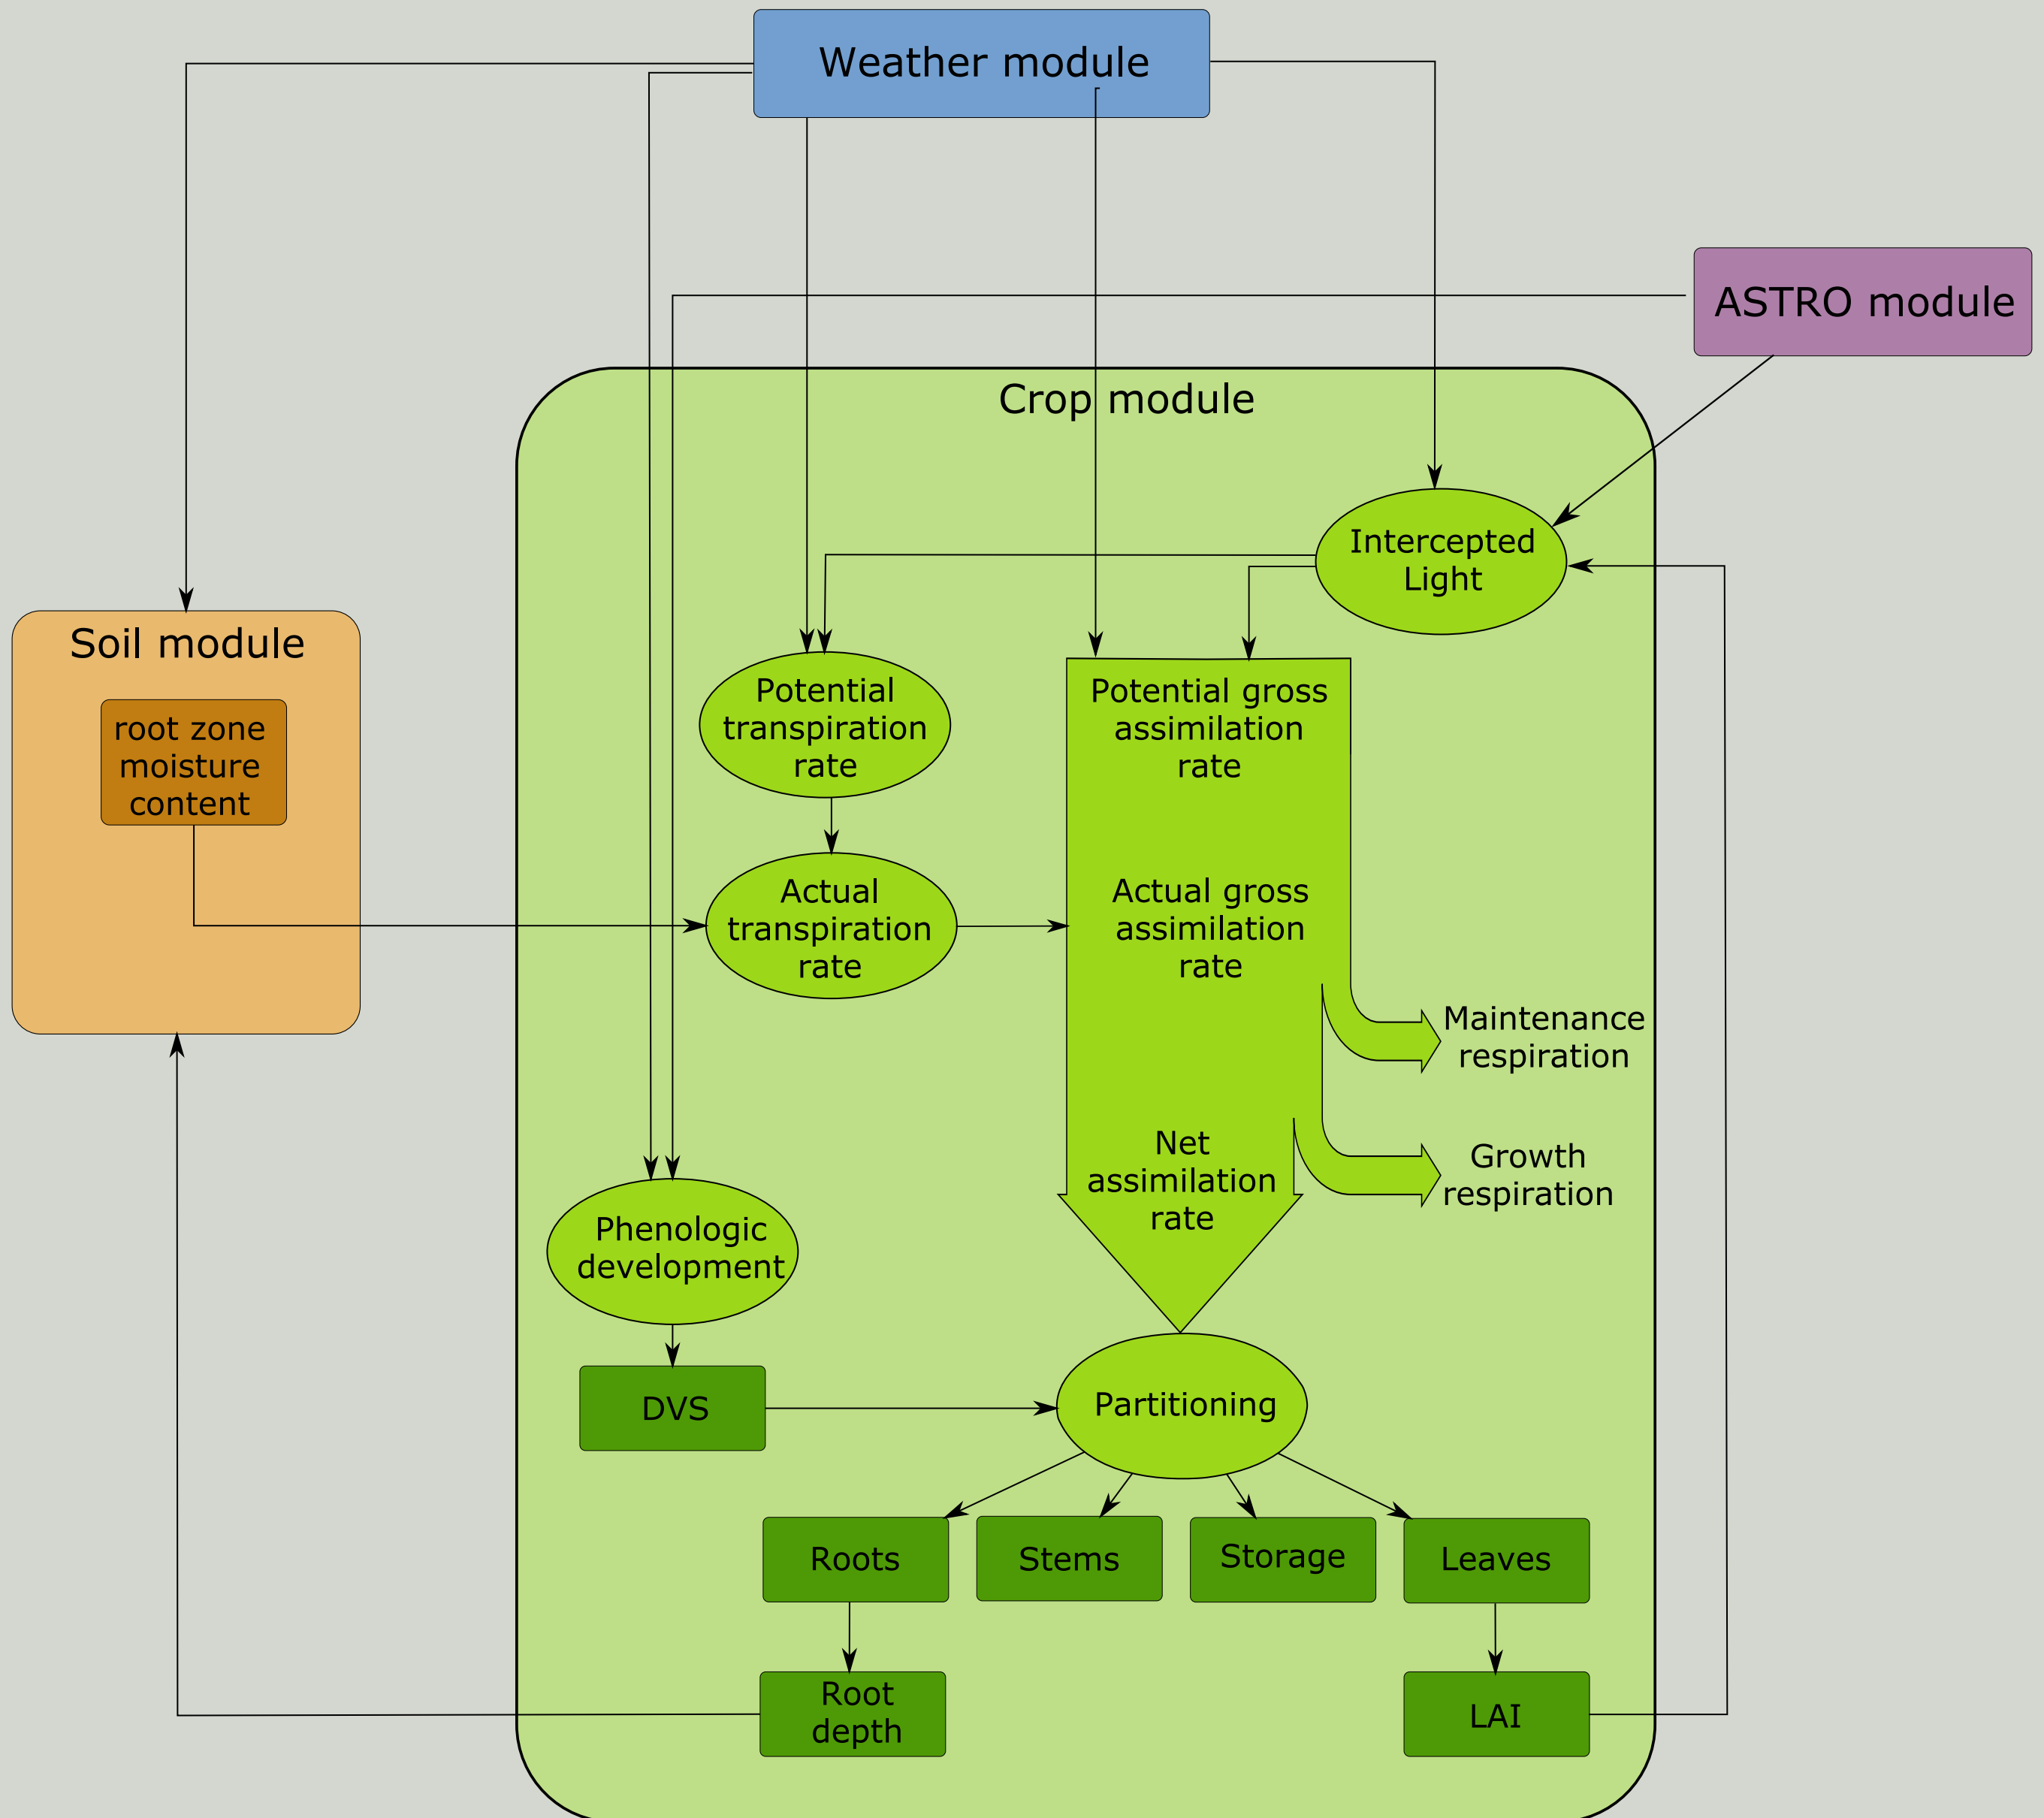 Weather module
ASTRO module
Crop module
Intercepted
Light
Soil module
root zone
moisture
content
Potential
transpiration
rate
Potential gross
assimilation
rate
Actual
transpiration
rate
Actual gross
assimilation
rate
Maintenance
respiration
Net
assimilation
rate
Growth
respiration
Phenologic
development
DVS
Partitioning
Roots
Stems
Storage
Leaves
Root
depth
LAI